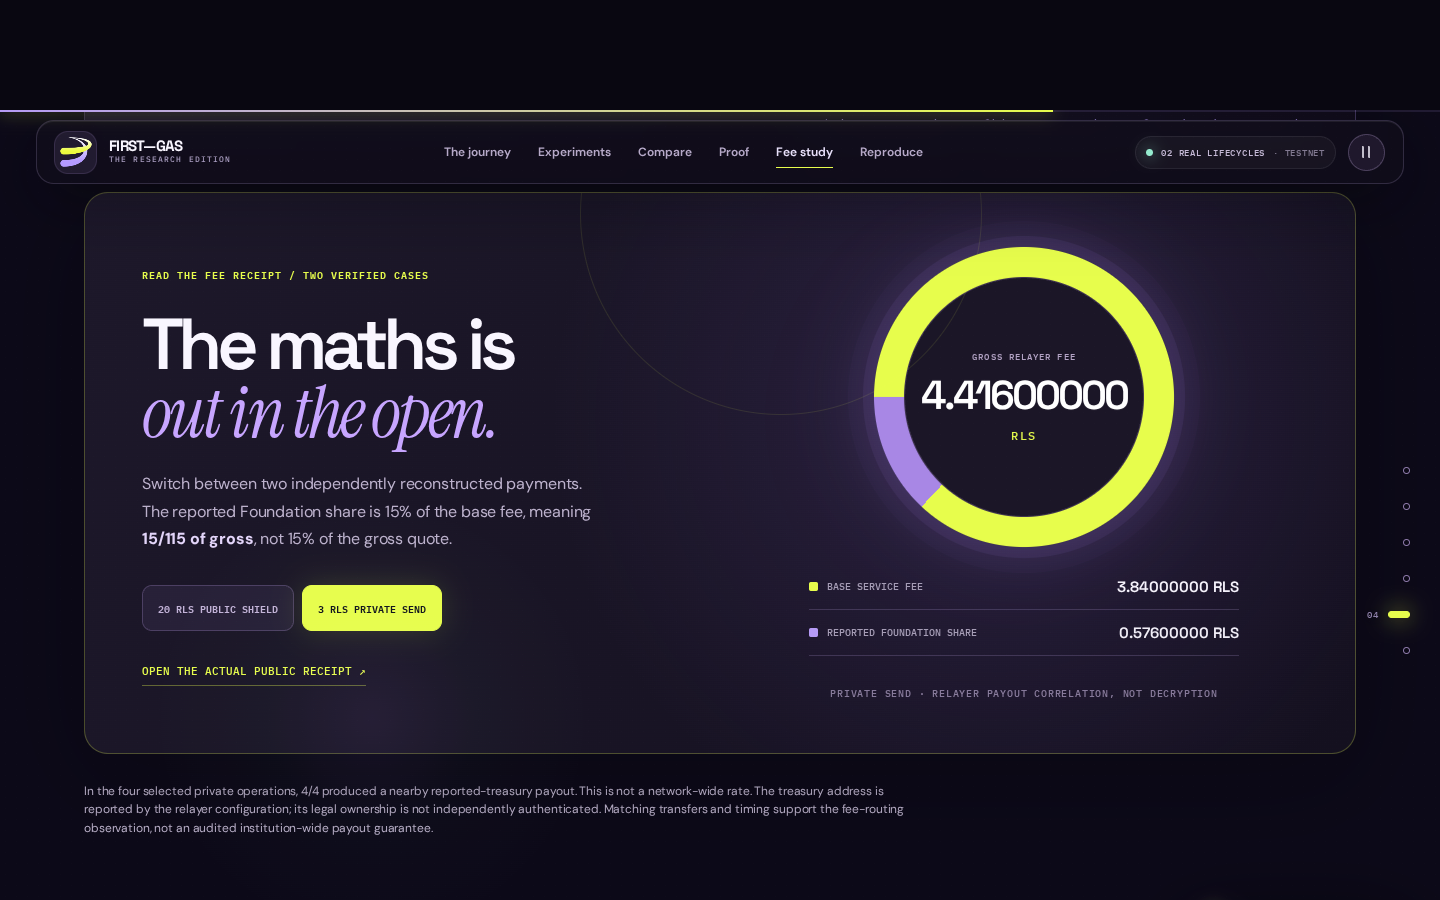 FIRST—GAS
THE RESEARCH EDITION
The journey
Experiments
Compare
Proof
Fee study
Reproduce
02 REAL LIFECYCLES · TESTNET
READ THE FEE RECEIPT / TWO VERIFIED CASES
The maths is
out in the open.
Switch between two independently reconstructed payments.
The reported Foundation share is 15% of the base fee, meaning
15/115 of gross, not 15% of the gross quote.
20 RLS PUBLIC SHIELD
3 RLS PRIVATE SEND
OPEN THE ACTUAL PUBLIC RECEIPT ↗
GROSS RELAYER FEE
4.41600000
RLS
BASE SERVICE FEE
3.84000000 RLS
REPORTED FOUNDATION SHARE
0.57600000 RLS
PRIVATE SEND · RELAYER PAYOUT CORRELATION, NOT DECRYPTION
04
In the four selected private operations, 4/4 produced a nearby reported-treasury payout. This is not a network-wide rate. The treasury address is
reported by the relayer configuration; its legal ownership is not independently authenticated. Matching transfers and timing support the fee-routing
observation, not an audited institution-wide payout guarantee.